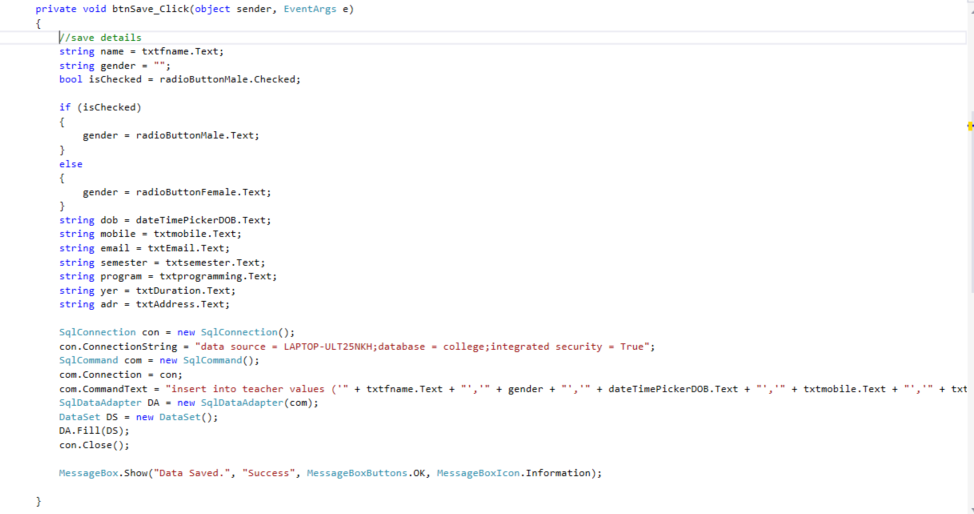 private void btnSave_Click(object sender, EventArgs e)
{
//save details
string name = txtfname.Text;
string gender = "";
bool isChecked = radioButtonMale.Checked;
if (isChecked)
{
gender = radioButtonMale.Text;
}
else
{
gender = radioButtonFemale.Text;
}
string dob = dateTimePickerDOB.Text;
string mobile = txtmobile.Text;
string email = txtEmail.Text;
string semester = txtsemester.Text;
string program = txtprogramming.Text;
string yer = txtDuration.Text;
string adr = txtAddress.Text;
SqlConnection con = new SqlConnection();
con.ConnectionString = "data source = LAPTOP-ULT25NKH;database = college;integrated security = True";
SqlCommand com = new SqlCommand();
com.Connection = con;
com.CommandText = "insert into teacher values ('" + txtfname.Text + "','" + gender + "','" + dateTimePickerDOB.Text + "','" + txtmobile.Text + "','" + txt
SqlDataAdapter DA = new SqlDataAdapter(com);
DataSet DS = new DataSet();
DA.Fill(DS);
con.Close();
MessageBox.Show("Data Saved.", "Success", MessageBoxButtons.OK, MessageBoxIcon.Information);
}